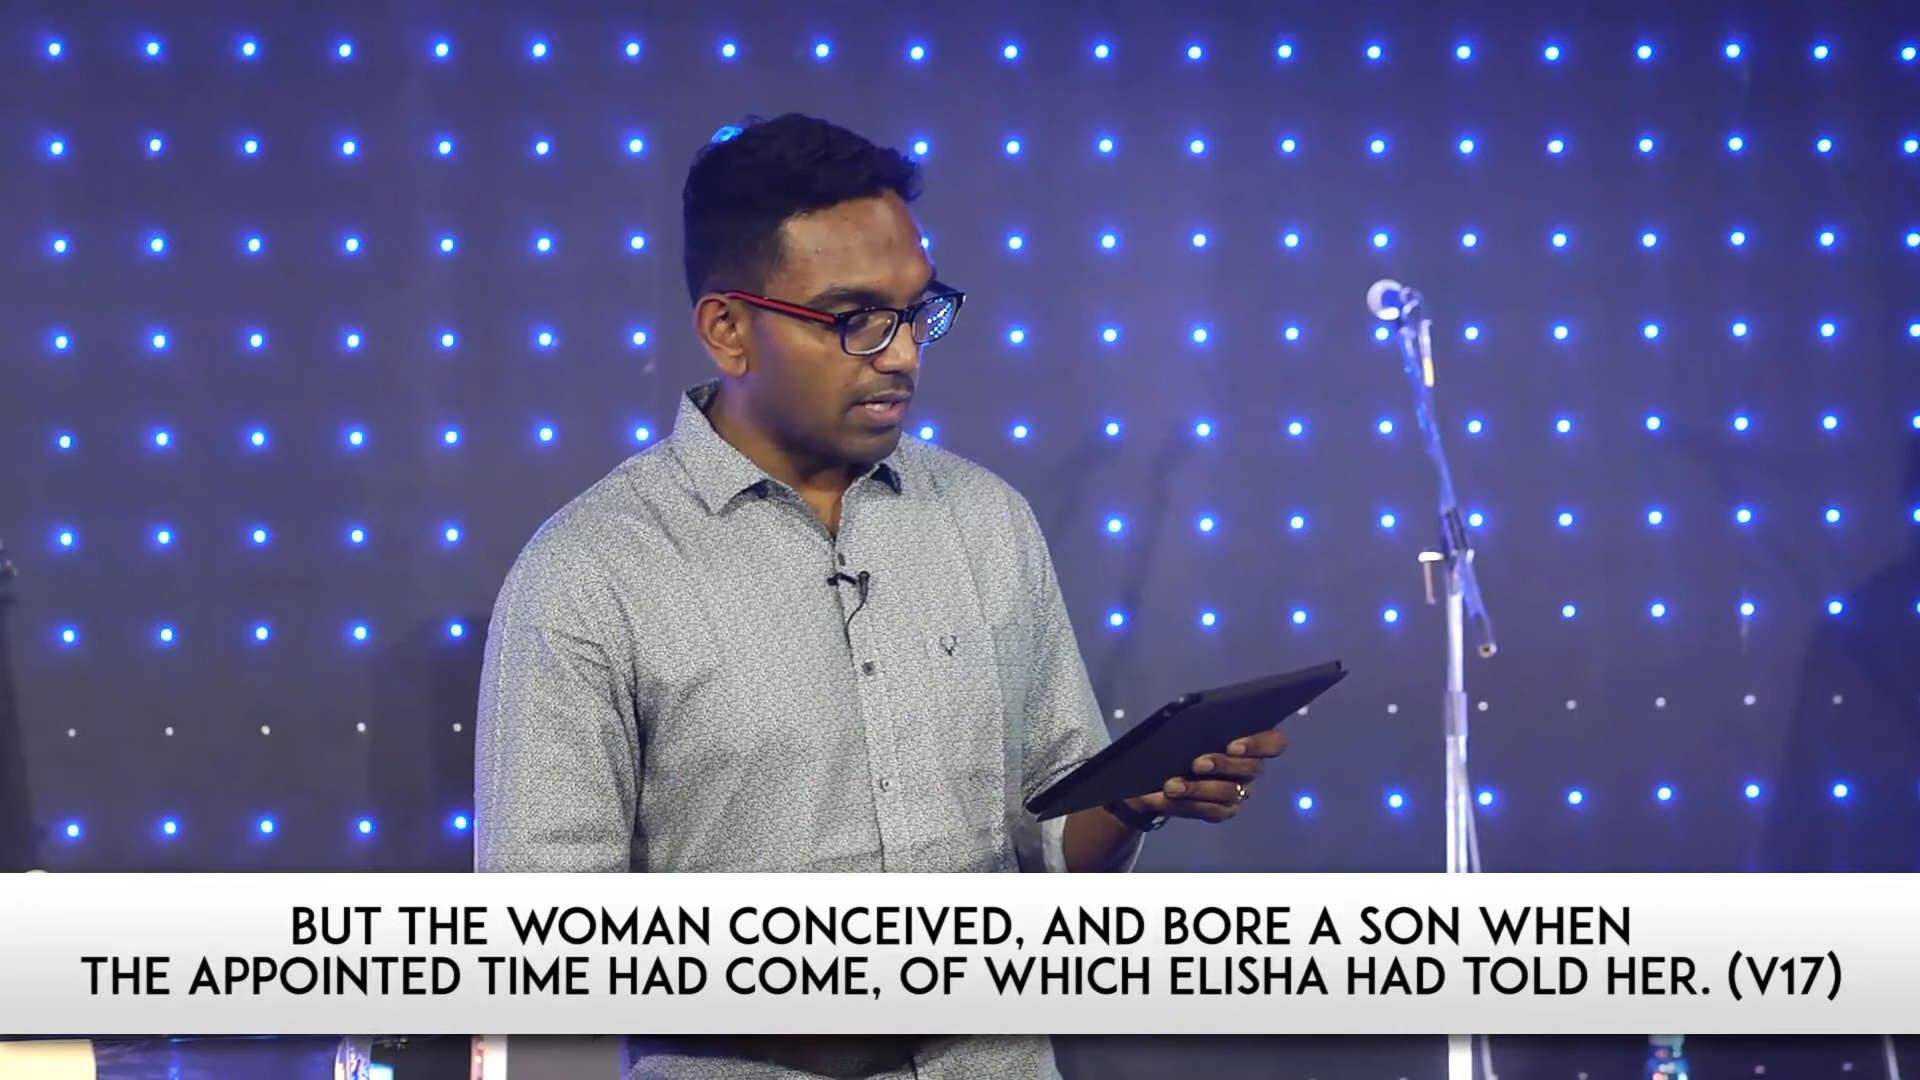 BUT THE WOMAN CONCEIVED, AND BORE A SON WHEN
THE APPOINTED TIME HAD COME, OF WHICH ELISHA HAD TOLD HER. (V17)